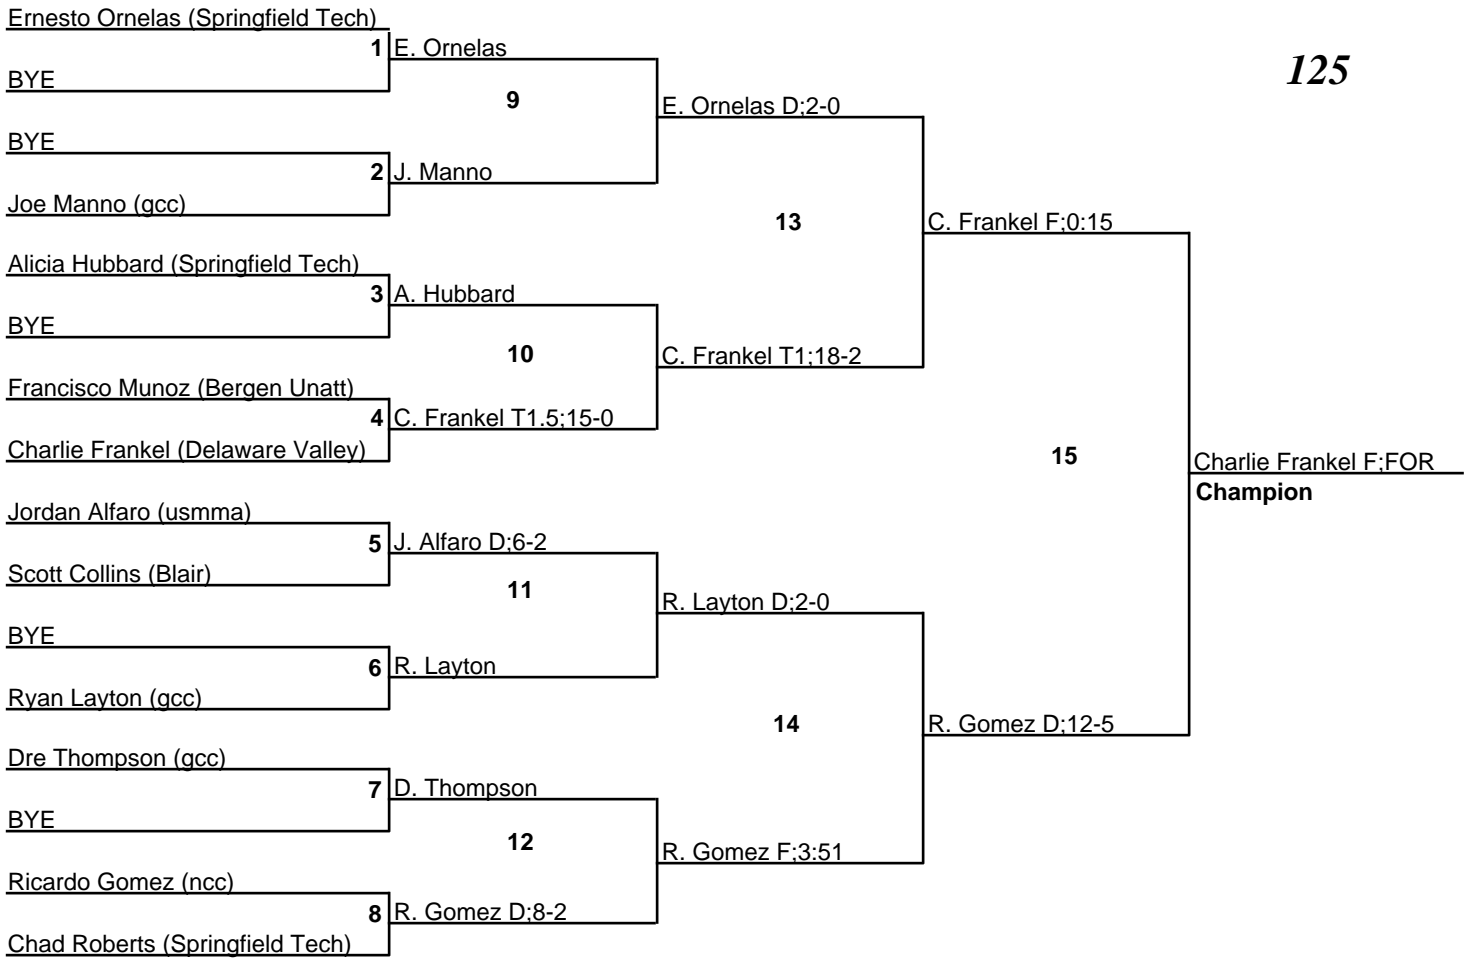 Ernesto Ornelas (Springfield Tech)
1 E. Ornelas
BYE
9
BYE
2 J. Manno
Joe Manno (gcc)
Alicia Hubbard (Springfield Tech)
3 A. Hubbard
BYE
10
Francisco Munoz (Bergen Unatt)
4 C. Frankel T1.5;15-0
Charlie Frankel (Delaware Valley)
Jordan Alfaro (usmma)
5 J. Alfaro D;6-2
Scott Collins (Blair)
11
BYE
6 R. Layton
Ryan Layton (gcc)
Dre Thompson (gcc)
7 D. Thompson
BYE
12
Ricardo Gomez (ncc)
8 R. Gomez D;8-2
Chad Roberts (Springfield Tech)
E. Ornelas D;2-0
13
C. Frankel T1;18-2
R. Layton D;2-0
14
R. Gomez F;3:51
C. Frankel F;0:15
15
R. Gomez D;12-5
125
Charlie Frankel F;FOR
Champion